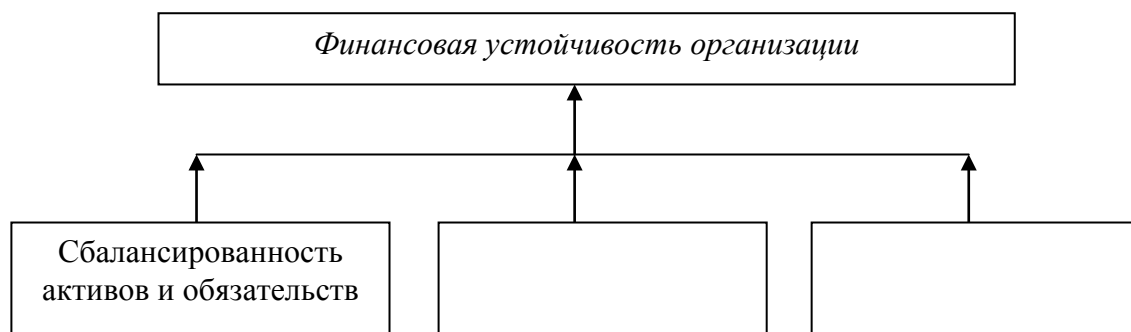 Финансовая устойчивость организации
Сбалансированность
активов и обязательств